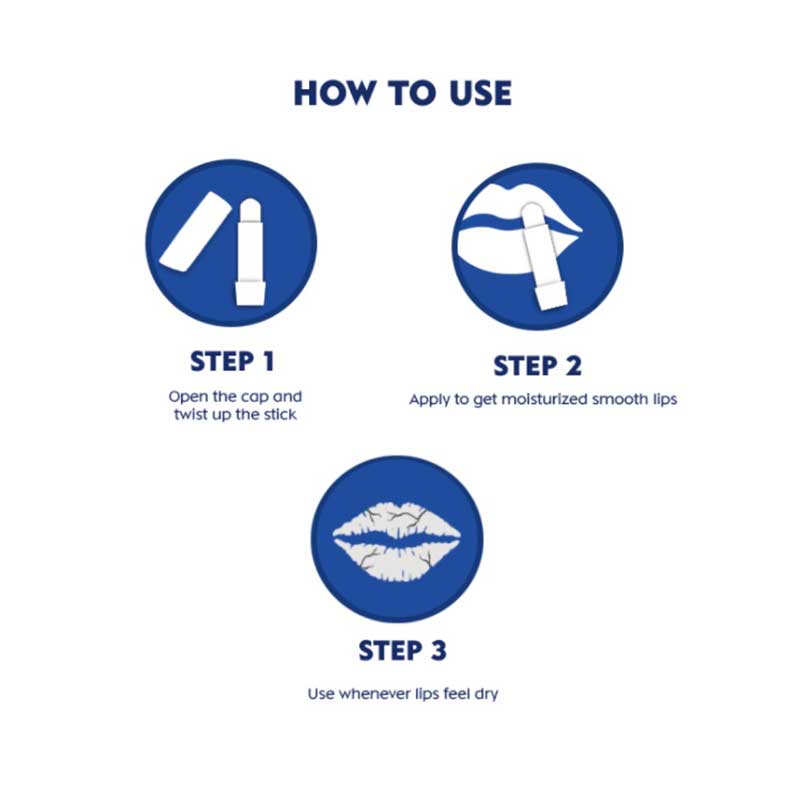 HOW TO USE
STEP 1
Open the cap and
twist up the stick
STEP 2
Apply to get moisturized smooth lips
STEP 3
Use whenever lips feel dry